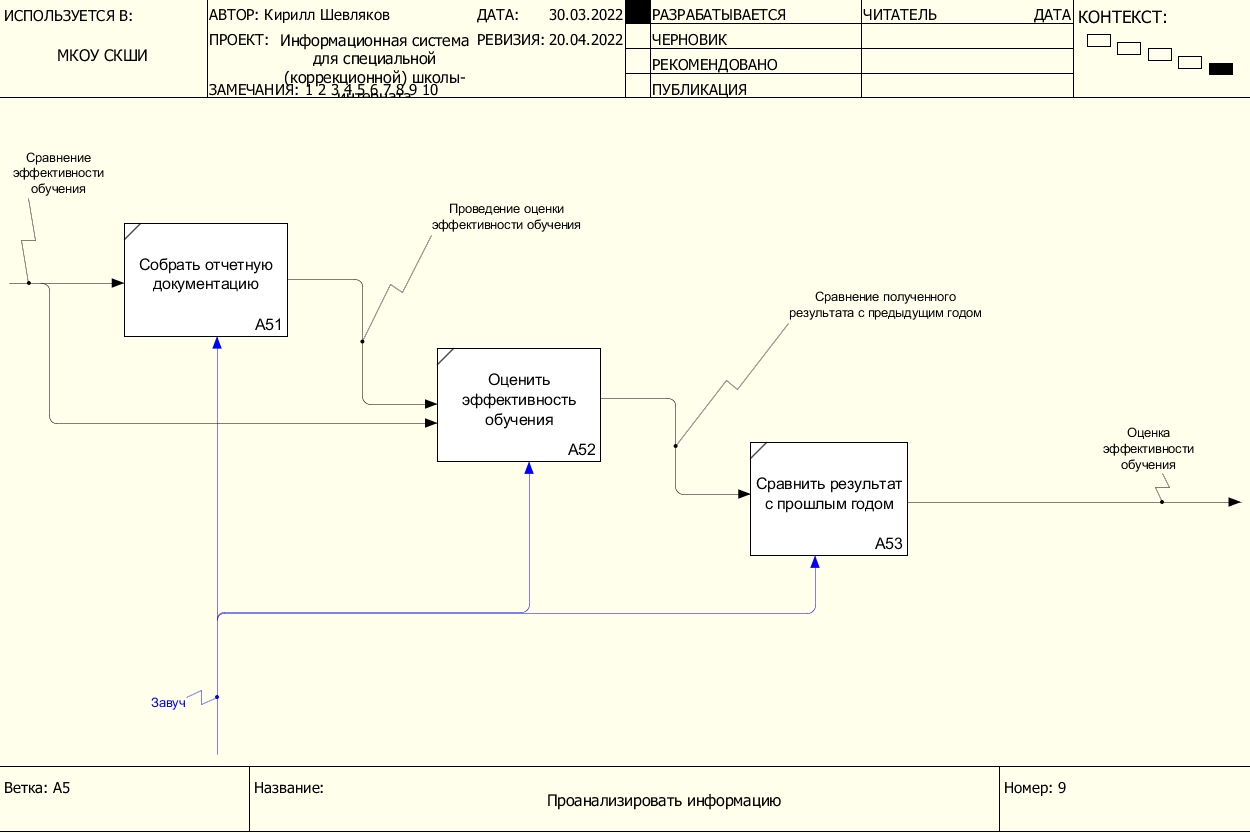 ИСПОЛЬЗУЕТСЯ В:
МКОУ СКШИ
АВТОР: Кирилл Шевляков
ДАТА: 30.03.2022
ПРОЕКТ: Информационная система
для специальной
(коррекционной) школы-
интерната
РЕВИЗИЯ: 20.04.2022
ЗАМЕЧАНИЯ: 1 2 3 4 5 6 7 8 9 10
РАЗРАБАТЫВАЕТСЯ
ЧЕРНОВИК
РЕКОМЕНДОВАНО
ПУБЛИКАЦИЯ
ЧИТАТЕЛЬ ДАТА
КОНТЕКСТ:
Сравнение
эффективности
обучения
Собрать отчетную
документацию
A51
Проведение оценки
эффективности обучения
Оценить
эффективность
обучения
A52
Сравнение полученного
результата с предыдущим годом
Сравнить результат
с прошлым годом
A53
Оценка
эффективности
обучения
Завуч
Ветка: A5
Название:
Проанализировать информацию
Номер: 9